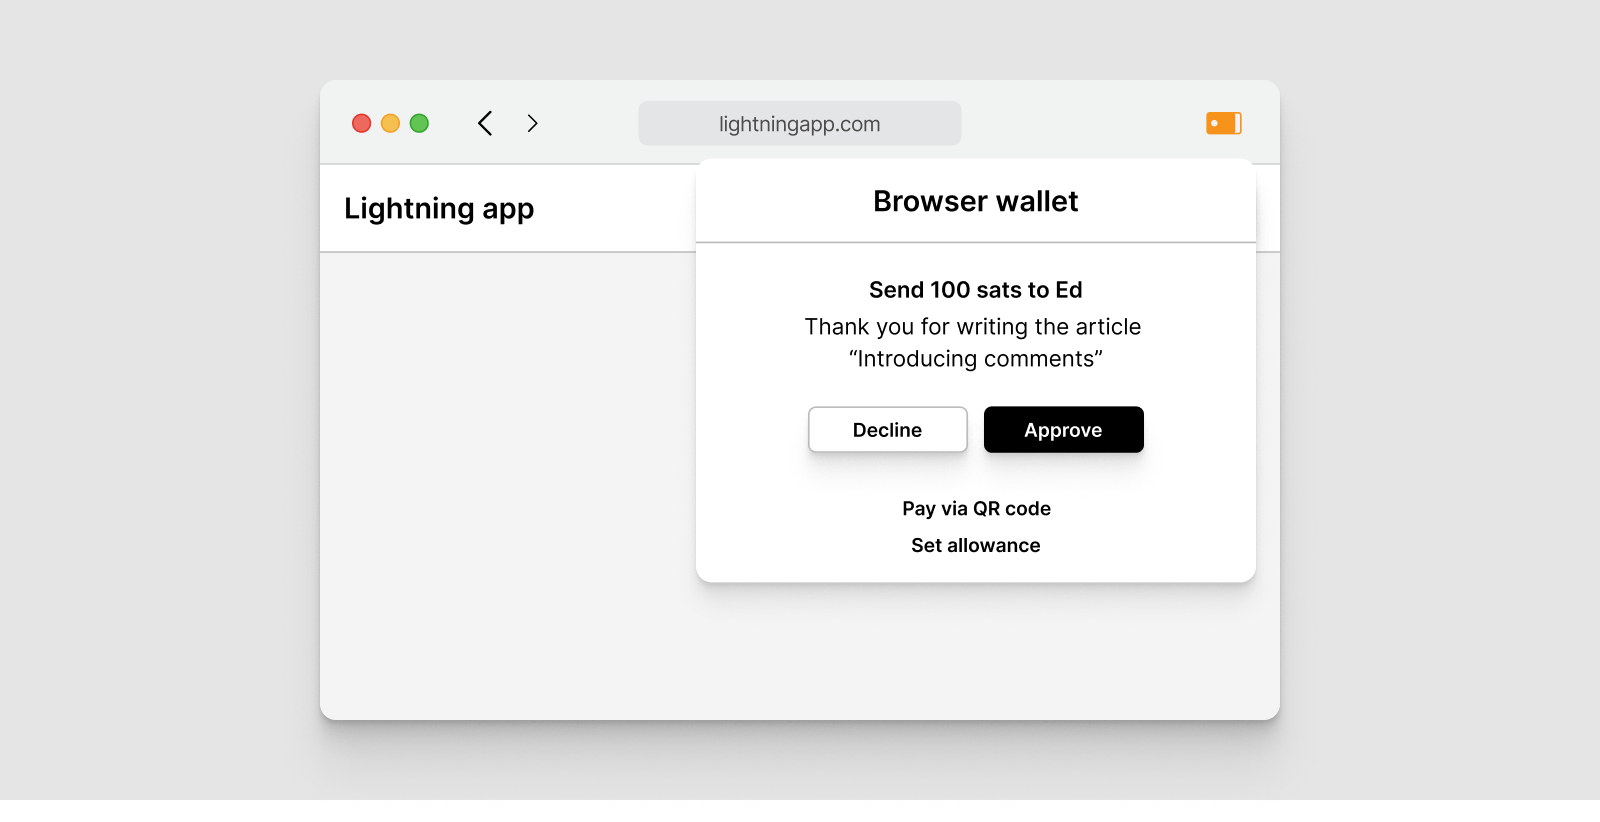 lightningapp.com
Lightning app
Browser wallet
Send 100 sats to Ed
Thank you for writing the article
“Introducing comments”
Decline
Approve
Pay via QR code
Set allowance